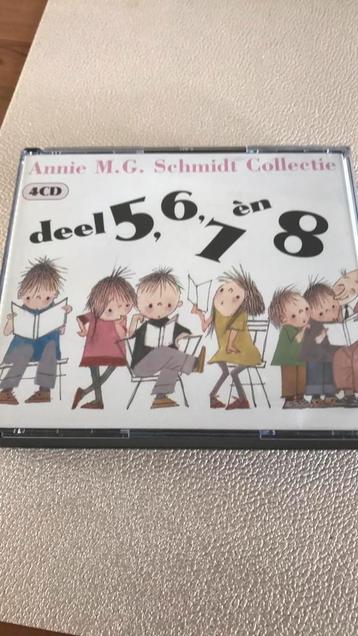 Annie M.G. Schmidt Collectie
4CD
deel 5, 6, 7 èn 8